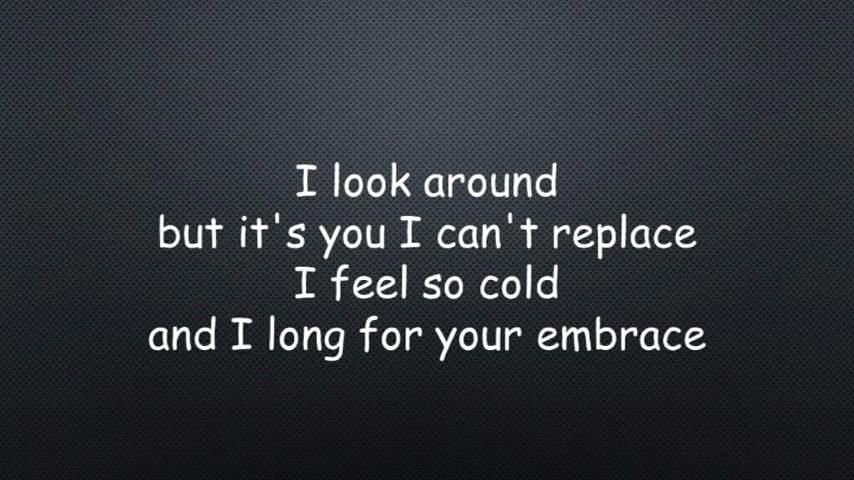 I look around
but it's you I can't replace
I feel so cold
and I long for your embrace